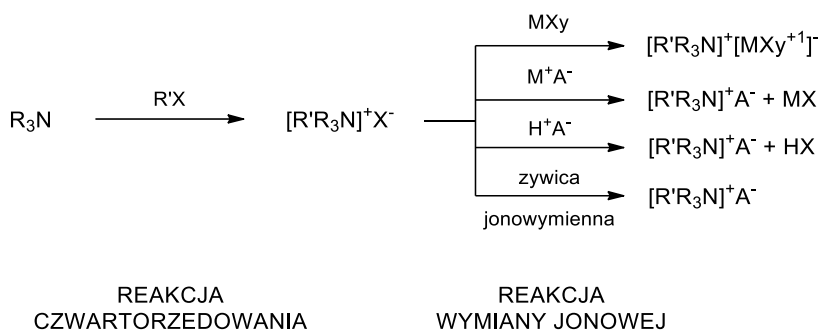 MXy
[R'R₃N]⁺[MXy⁺¹]⁻
M⁺A⁻
R₃N
R'X
[R'R₃N]⁺X⁻
[R'R₃N]⁺A⁻ + MX
H⁺A⁻
[R'R₃N]⁺A⁻ + HX
zywica
[R'R₃N]⁺A⁻
jonowymienna
REAKCJA
CZWARTORZEDOWANIA
REAKCJA
WYMIANY JONOWEJ